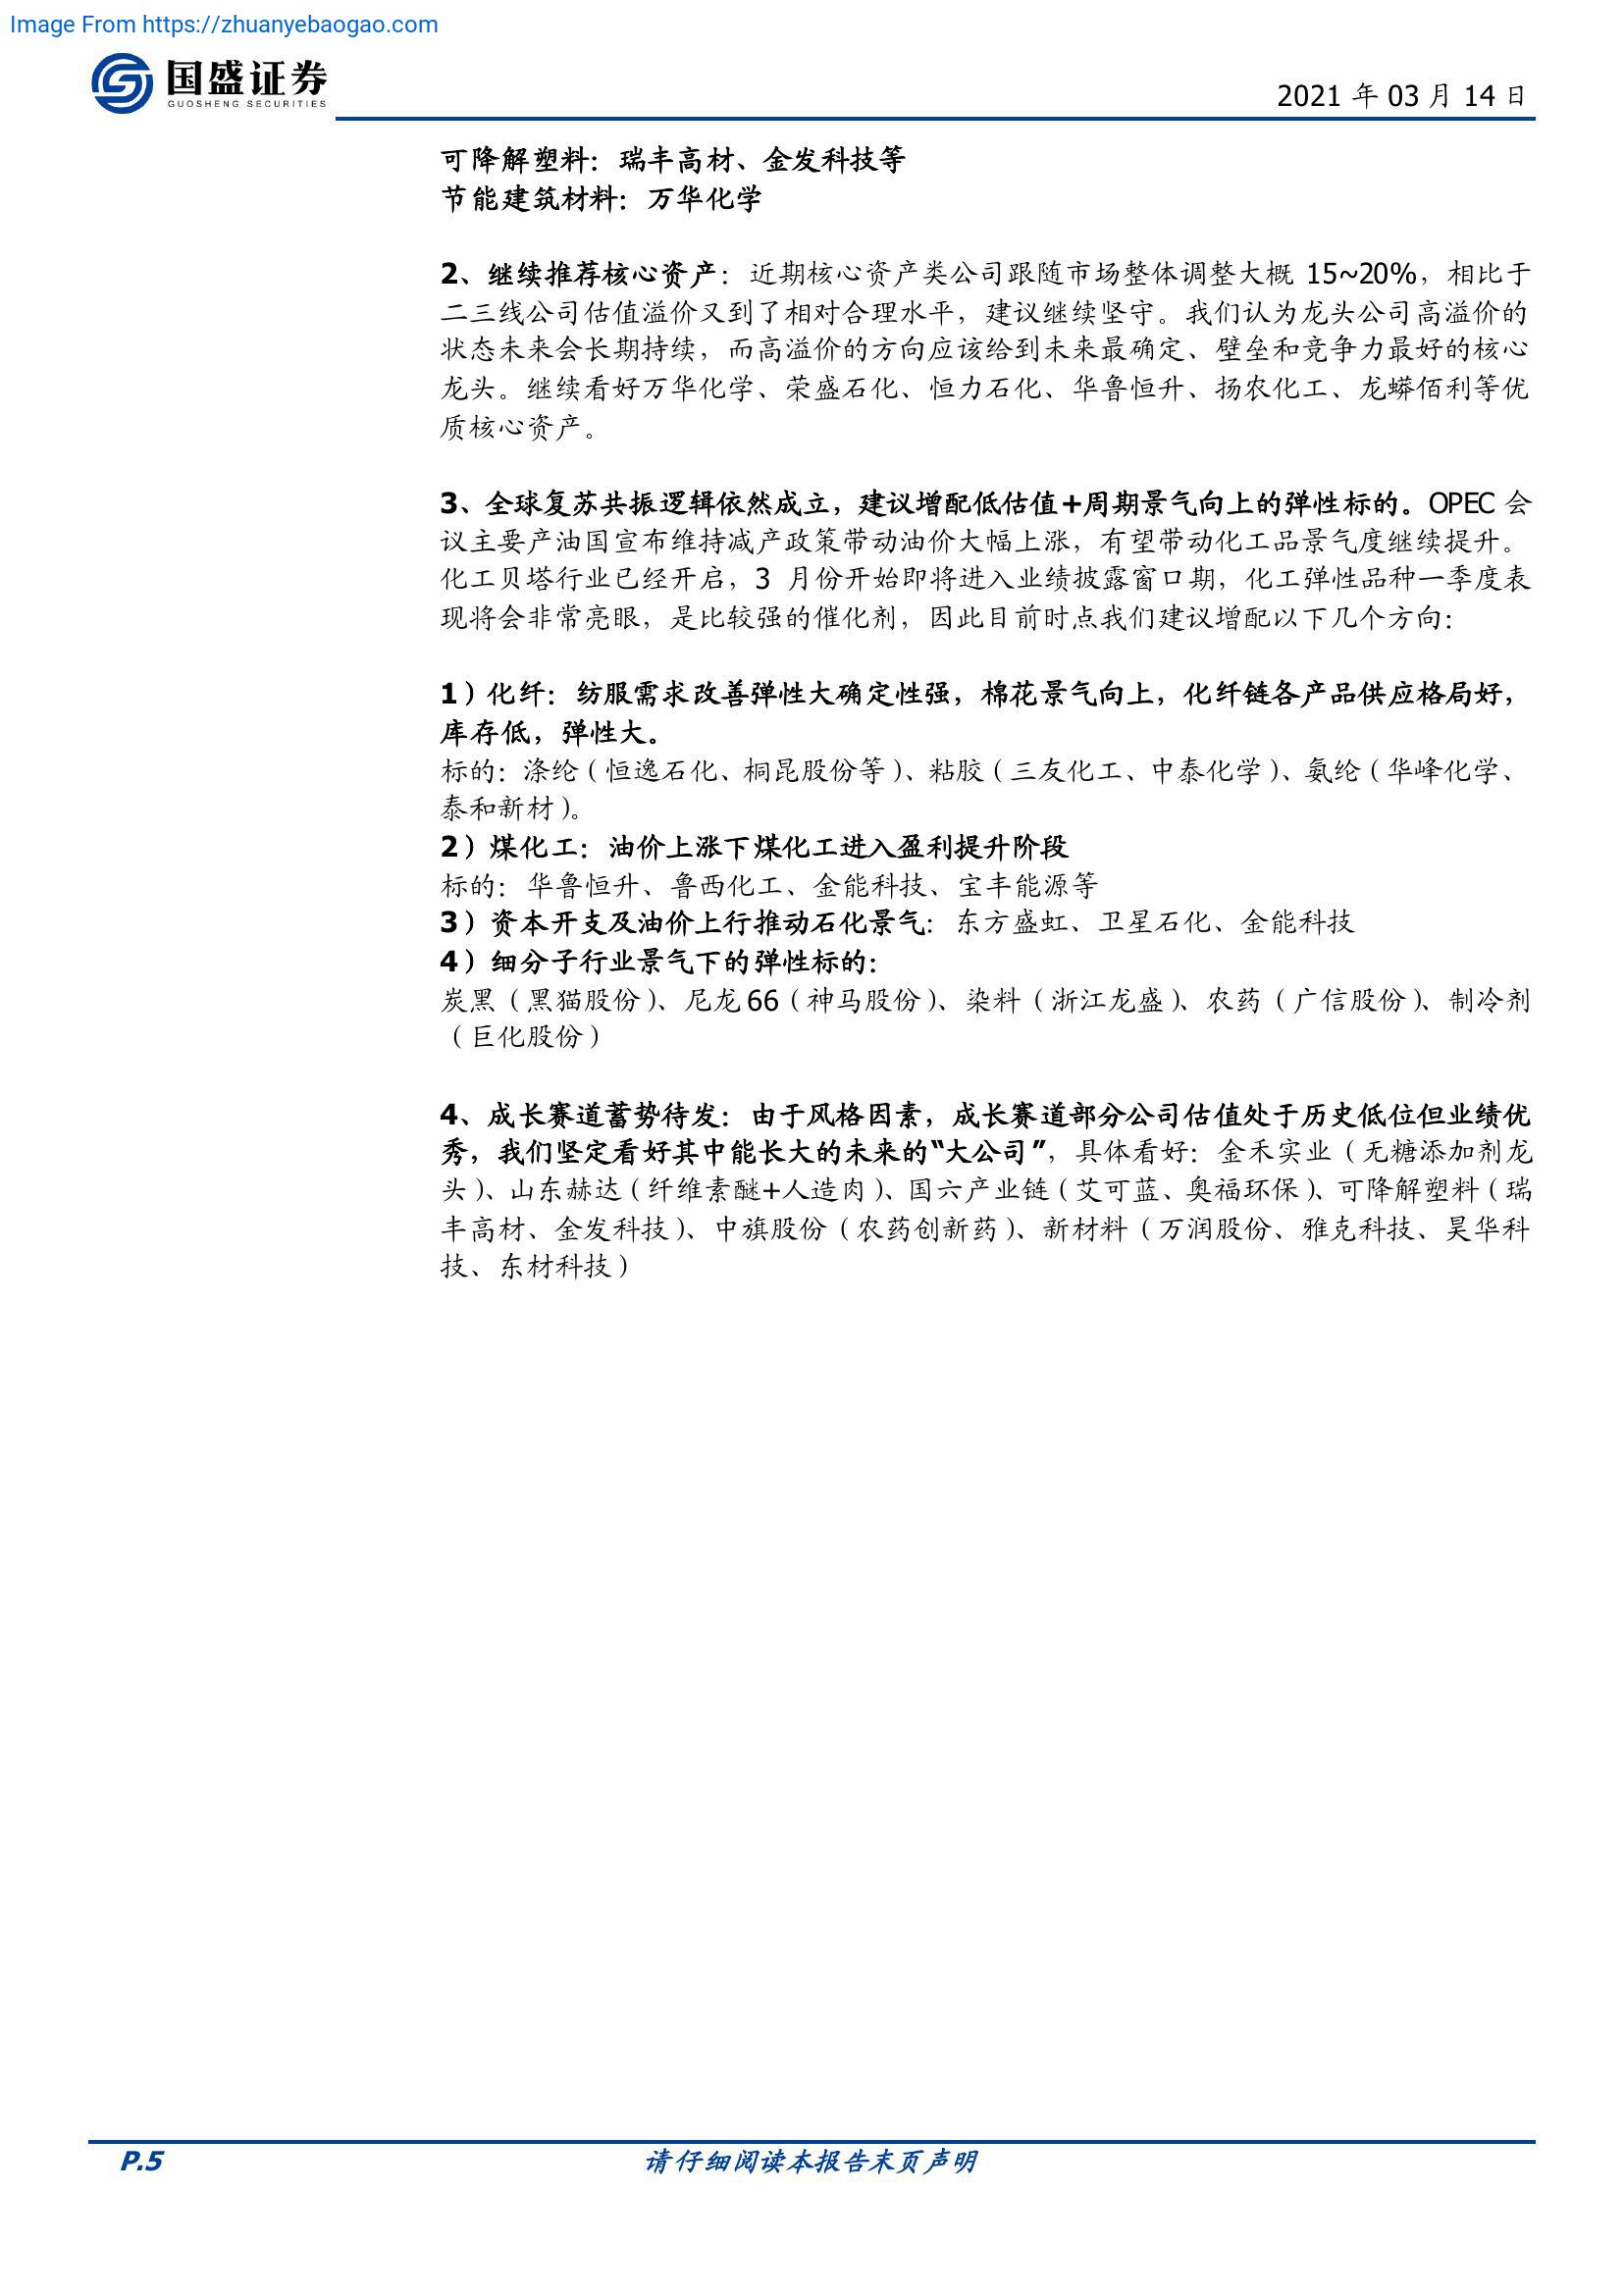 Image From https://zhuanyebaogao.com
国盛证券
GUOSHENG SECURITIES
2021 年 03 月 14 日
可降解塑料：瑞丰高材、金发科技等
节能建筑材料：万华化学
2、继续推荐核心资产：近期核心资产类公司跟随市场整体调整大概 15~20%，相比于
二三线公司估值溢价又到了相对合理水平，建议继续坚守。我们认为龙头公司高溢价的
状态未来会长期持续，而高溢价的方向应该给到未来最确定、壁垒和竞争力最好的核心
龙头。继续看好万华化学、荣盛石化、恒力石化、华鲁恒升、扬农化工、龙蟒佰利等优
质核心资产。
3、全球复苏共振逻辑依然成立，建议增配低估值+周期景气向上的弹性标的。OPEC 会
议主要产油国宣布维持减产政策带动油价大幅上涨，有望带动化工品景气度继续提升。
化工贝塔行业已经开启，3 月份开始即将进入业绩披露窗口期，化工弹性品种一季度表
现将会非常亮眼，是比较强的催化剂，因此目前时点我们建议增配以下几个方向：
1）化纤：纺服需求改善弹性大确定性强，棉花景气向上，化纤链各产品供应格局好，
库存低，弹性大。
标的：涤纶（恒逸石化、桐昆股份等）、粘胶（三友化工、中泰化学）、氨纶（华峰化学、
泰和新材）。
2）煤化工：油价上涨下煤化工进入盈利提升阶段
标的：华鲁恒升、鲁西化工、金能科技、宝丰能源等
3）资本开支及油价上行推动石化景气：东方盛虹、卫星石化、金能科技
4）细分子行业景气下的弹性标的：
炭黑（黑猫股份）、尼龙 66（神马股份）、染料（浙江龙盛）、农药（广信股份）、制冷剂
（巨化股份）
4、成长赛道蓄势待发：由于风格因素，成长赛道部分公司估值处于历史低位但业绩优
秀，我们坚定看好其中能长大的未来的“大公司”，具体看好：金禾实业（无糖添加剂龙
头）、山东赫达（纤维素醚+人造肉）、国六产业链（艾可蓝、奥福环保）、可降解塑料（瑞
丰高材、金发科技）、中旗股份（农药创新药）、新材料（万润股份、雅克科技、昊华科
技、东材科技）
P.5
请仔细阅读本报告末页声明